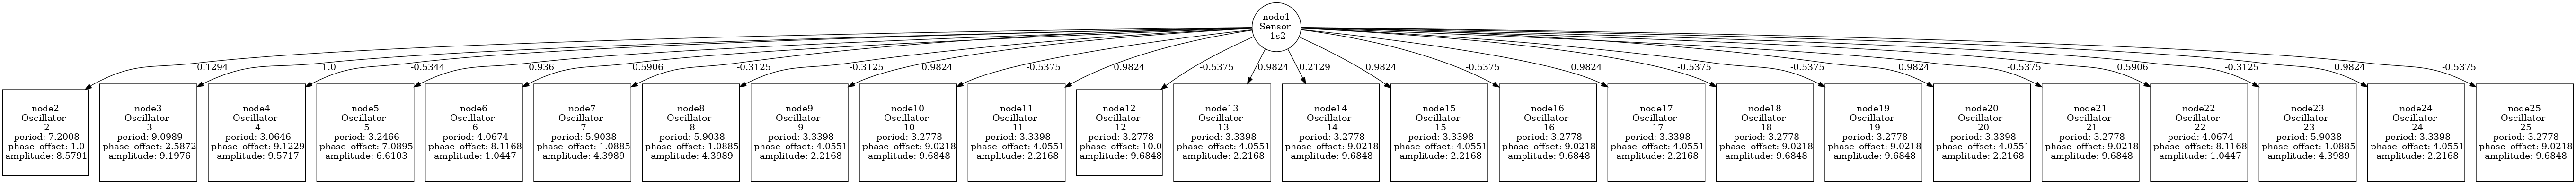 node1
Sensor
1s2
0.1294
1.0
-0.5344
0.936
0.5906
-0.3125
-0.3125
0.9824
-0.5375
0.9824
-0.5375
0.9824
0.2129
0.9824
-0.5375
0.9824
-0.5375
-0.5375
0.9824
-0.5375
0.5906
-0.3125
0.9824
-0.5375
node2
Oscillator
2
period: 7.2008
phase_offset: 1.0
amplitude: 8.5791
node3
Oscillator
3
period: 9.0989
phase_offset: 2.5872
amplitude: 9.1976
node4
Oscillator
4
period: 3.0646
phase_offset: 9.1229
amplitude: 9.5717
node5
Oscillator
5
period: 3.2466
phase_offset: 7.0895
amplitude: 6.6103
node6
Oscillator
6
period: 4.0674
phase_offset: 8.1168
amplitude: 1.0447
node7
Oscillator
7
period: 5.9038
phase_offset: 1.0885
amplitude: 4.3989
node8
Oscillator
8
period: 5.9038
phase_offset: 1.0885
amplitude: 4.3989
node9
Oscillator
9
period: 3.3398
phase_offset: 4.0551
amplitude: 2.2168
node10
Oscillator
10
period: 3.2778
phase_offset: 9.0218
amplitude: 9.6848
node11
Oscillator
11
period: 3.3398
phase_offset: 4.0551
amplitude: 2.2168
node12
Oscillator
12
period: 3.2778
phase_offset: 10.0
amplitude: 9.6848
node13
Oscillator
13
period: 3.3398
phase_offset: 4.0551
amplitude: 2.2168
node14
Oscillator
14
period: 3.2778
phase_offset: 9.0218
amplitude: 9.6848
node15
Oscillator
15
period: 3.3398
phase_offset: 4.0551
amplitude: 2.2168
node16
Oscillator
16
period: 3.2778
phase_offset: 9.0218
amplitude: 9.6848
node17
Oscillator
17
period: 3.3398
phase_offset: 4.0551
amplitude: 2.2168
node18
Oscillator
18
period: 3.2778
phase_offset: 9.0218
amplitude: 9.6848
node19
Oscillator
19
period: 3.2778
phase_offset: 9.0218
amplitude: 9.6848
node20
Oscillator
20
period: 3.3398
phase_offset: 4.0551
amplitude: 2.2168
node21
Oscillator
21
period: 3.2778
phase_offset: 9.0218
amplitude: 9.6848
node22
Oscillator
22
period: 4.0674
phase_offset: 8.1168
amplitude: 1.0447
node23
Oscillator
23
period: 5.9038
phase_offset: 1.0885
amplitude: 4.3989
node24
Oscillator
24
period: 3.3398
phase_offset: 4.0551
amplitude: 2.2168
node25
Oscillator
25
period: 3.2778
phase_offset: 9.0218
amplitude: 9.6848